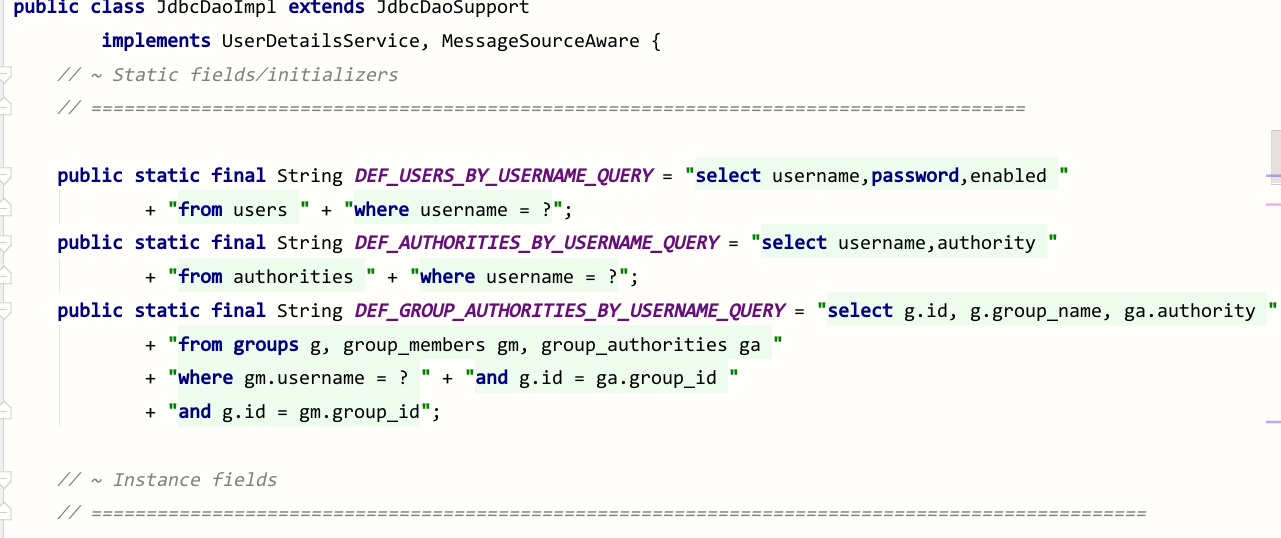 public class JdbcDaoImpl extends JdbcDaoSupport
implements UserDetailsService, MessageSourceAware {
// ~ Static fields/initializers
// =====================================================================================
public static final String DEF_USERS_BY_USERNAME_QUERY = "select username,password,enabled "
+ "from users " + "where username = ?";
public static final String DEF_AUTHORITIES_BY_USERNAME_QUERY = "select username,authority "
+ "from authorities " + "where username = ?";
public static final String DEF_GROUP_AUTHORITIES_BY_USERNAME_QUERY = "select g.id, g.group_name, ga.authority "
+ "from groups g, group_members gm, group_authorities ga "
+ "where gm.username = ? " + "and g.id = ga.group_id "
+ "and g.id = gm.group_id";
// ~ Instance fields
// ================================================================================================